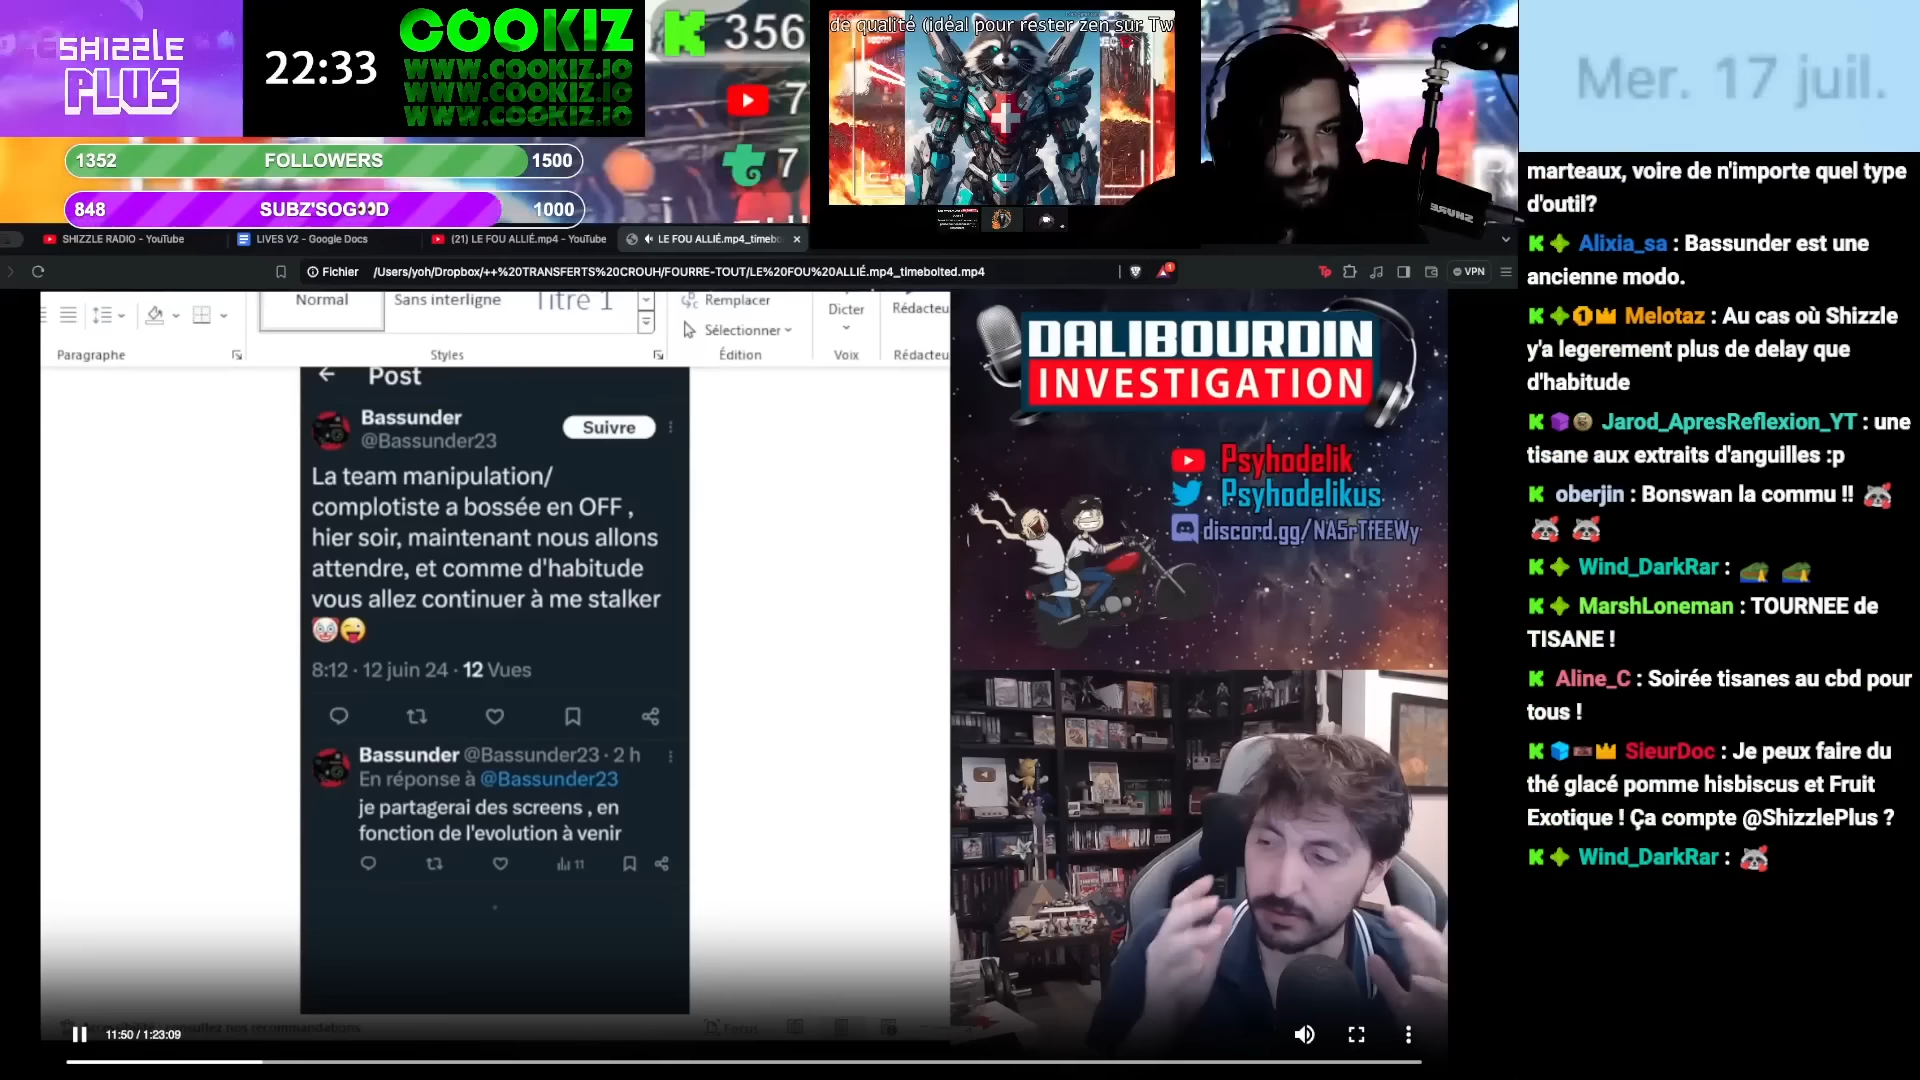 SHIZZLE
PLUS
22:33
COOKIZ
WWW.COOKIZ.IO
WWW.COOKIZ.IO
WWW.COOKIZ.IO
356
7
7
1352 FOLLOWERS 1500
848 SUBZ'SOG👀D 1000
de qualité (idéal pour rester zen sur Tw
SHURE
Mer. 17 juil.
SHIZZLE RADIO - YouTube
LIVES V2 - Google Docs
(21) LE FOU ALLIÉ.mp4 - YouTube
LE FOU ALLIÉ.mp4_timebo
Fichier /Users/yoh/Dropbox/++%20TRANSFERTS%20CROUH/FOURRE-TOUT/LE%20FOU%20ALLIÉ.mp4_timebolted.mp4
VPN
Normal
Sans interligne
Titre 1
Remplacer
Sélectionner
Dicter
Rédacteu
Paragraphe
Styles
Édition
Voix
Rédacteu
Post
Bassunder
@Bassunder23
Suivre
La team manipulation/
complotiste a bossée en OFF ,
hier soir, maintenant nous allons
attendre, et comme d'habitude
vous allez continuer à me stalker
🤡😜
8:12 · 12 juin 24 · 12 Vues
Bassunder @Bassunder23 · 2 h
En réponse à @Bassunder23
je partagerai des screens , en
fonction de l'evolution à venir
11
consultez nos recommandations
Focus
11:50 / 1:23:09
DALIBOURDIN
INVESTIGATION
Psyhodelik
Psyhodelikus
discord.gg/NA5rTfEEWy
marteaux, voire de n'importe quel type
d'outil?
Alixia_sa : Bassunder est une
ancienne modo.
Melotaz : Au cas où Shizzle
y'a legerement plus de delay que
d'habitude
Jarod_ApresReflexion_YT : une
tisane aux extraits d'anguilles :p
oberjin : Bonswan la commu !!
Wind_DarkRar :
MarshLoneman : TOURNEE de
TISANE !
Aline_C : Soirée tisanes au cbd pour
tous !
SieurDoc : Je peux faire du
thé glacé pomme hisbiscus et Fruit
Exotique ! Ça compte @ShizzlePlus ?
Wind_DarkRar :